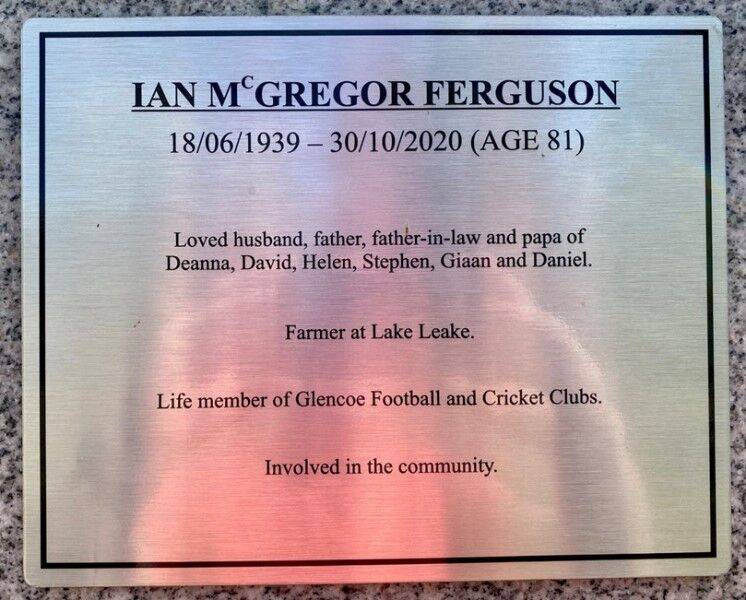 IAN McGREGOR FERGUSON
18/06/1939 – 30/10/2020 (AGE 81)
Loved husband, father, father-in-law and papa of
Deanna, David, Helen, Stephen, Giaan and Daniel.
Farmer at Lake Leake.
Life member of Glencoe Football and Cricket Clubs.
Involved in the community.